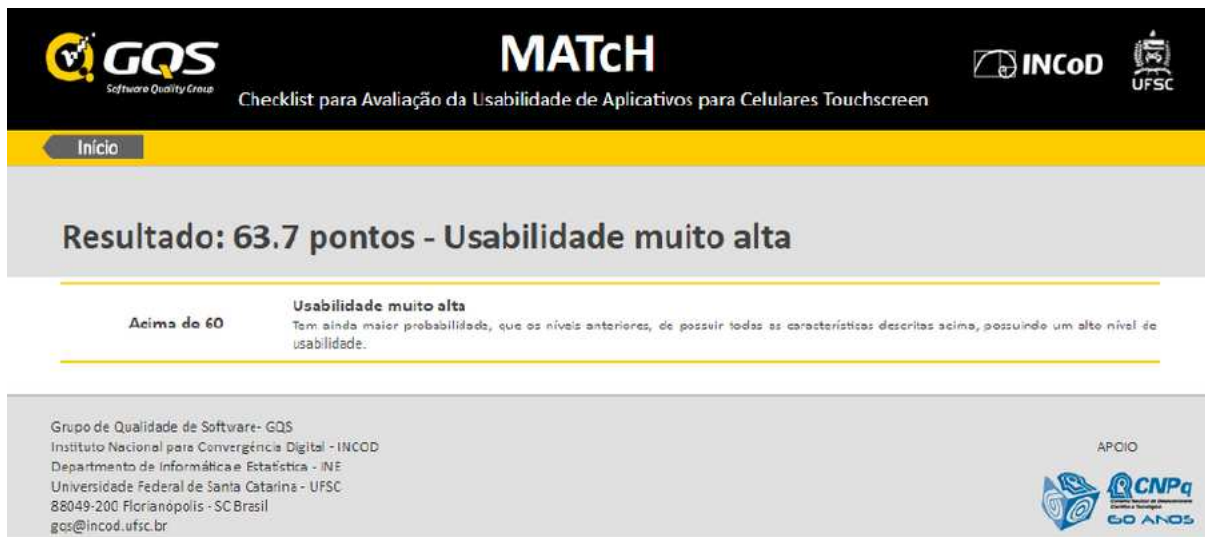 GQS
Software Quality Group
MATcH
Checklist para Avaliação da Usabilidade de Aplicativos para Celulares Touchscreen
INCoD
UFSC
Início
Resultado: 63.7 pontos - Usabilidade muito alta
Acima de 60
Usabilidade muito alta
Tem ainda maior probabilidade, que os níveis anteriores, de possuir todas as características descritas acima, possuindo um alto nível de
usabilidade.
Grupo de Qualidade de Software- GQS
Instituto Nacional para Convergência Digital - INCOD
Departmento de Informática e Estatística - INE
Universidade Federal de Santa Catarina - UFSC
88049-200 Florianópolis - SC Brasil
gqs@incod.ufsc.br
APOIO
CNPq
60 ANOS